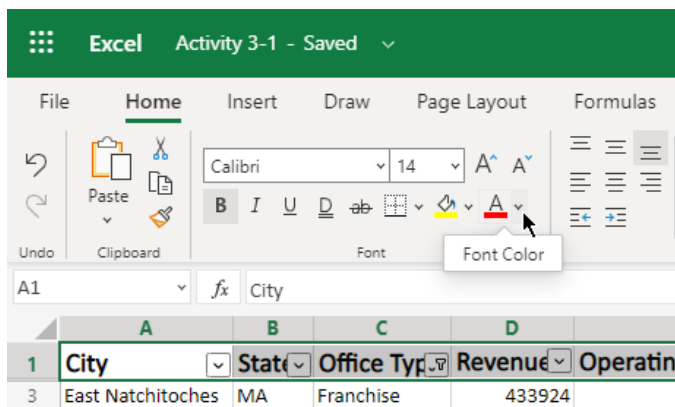 Excel Activity 3-1 - Saved
File Home Insert Draw Page Layout Formulas
Calibri 14 A A
Paste
B I U D ab A
Undo Clipboard Font Font Color
A1 fx City
A B C D
1 City State Office Typ Revenue Operatin
3 East Natchitoches MA Franchise 433924